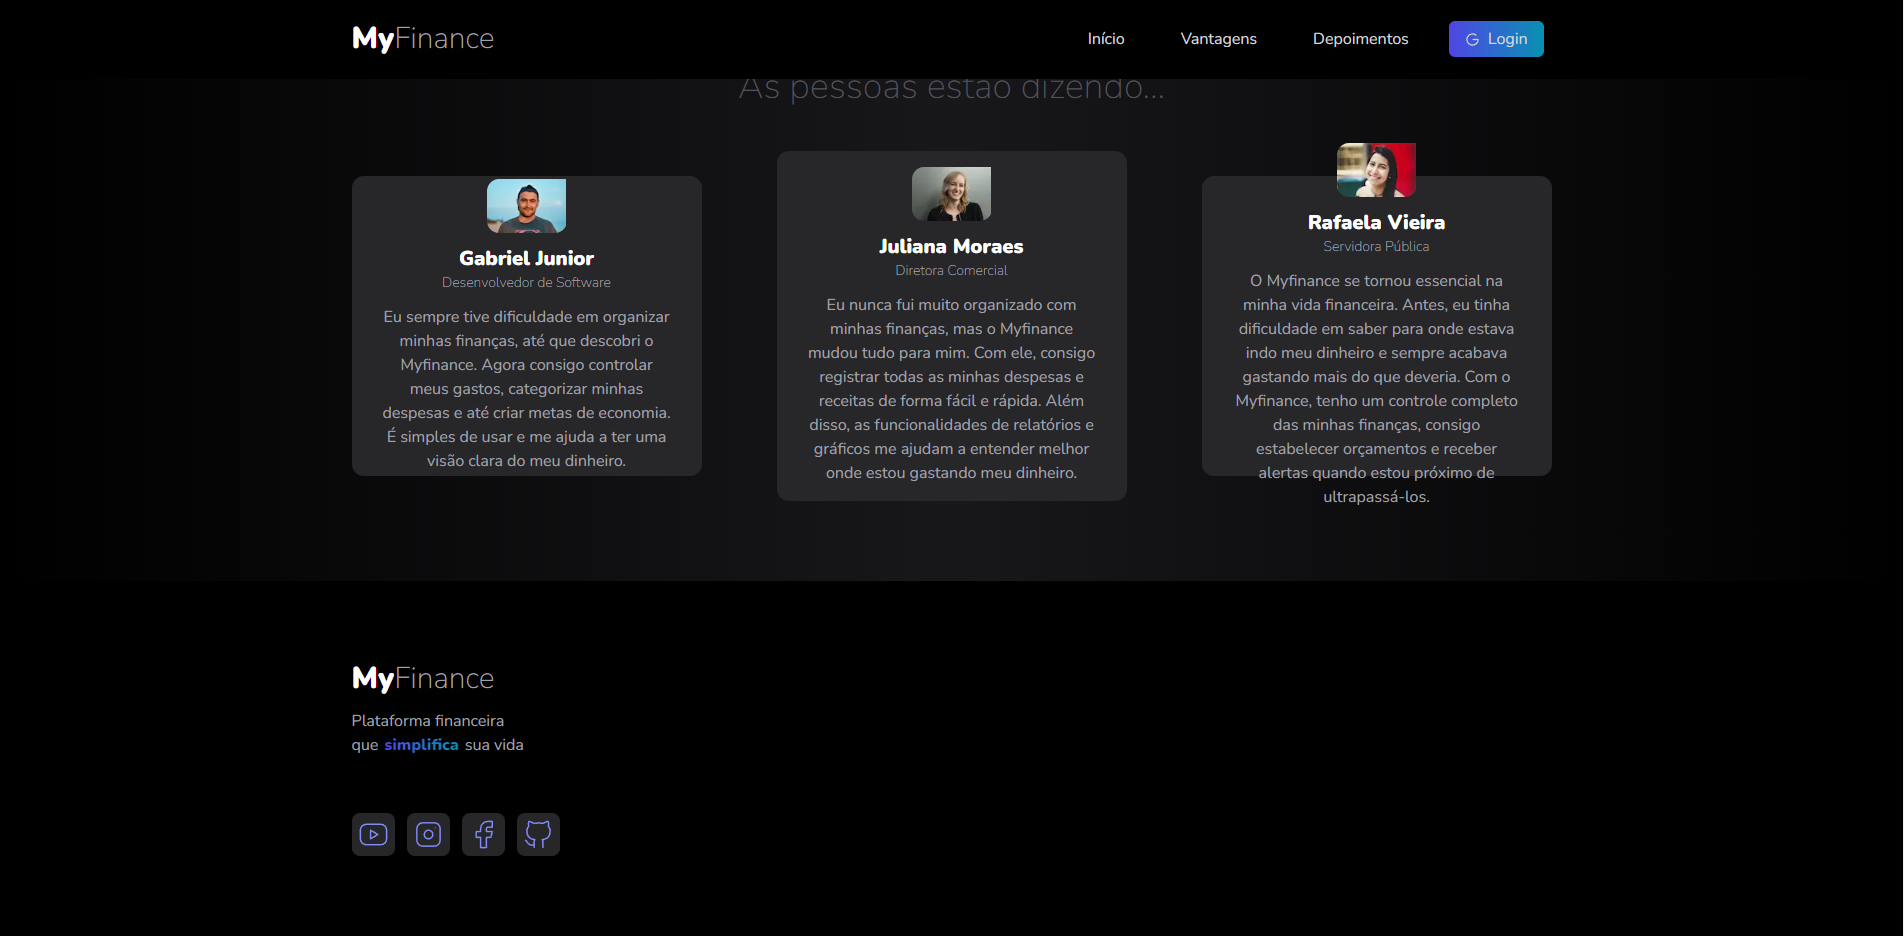 MyFinance
Início
Vantagens
Depoimentos
Login
As pessoas estão dizendo...
Gabriel Junior
Desenvolvedor de Software
Eu sempre tive dificuldade em organizar
minhas finanças, até que descobri o
Myfinance. Agora consigo controlar
meus gastos, categorizar minhas
despesas e até criar metas de economia.
É simples de usar e me ajuda a ter uma
visão clara do meu dinheiro.
Juliana Moraes
Diretora Comercial
Eu nunca fui muito organizado com
minhas finanças, mas o Myfinance
mudou tudo para mim. Com ele, consigo
registrar todas as minhas despesas e
receitas de forma fácil e rápida. Além
disso, as funcionalidades de relatórios e
gráficos me ajudam a entender melhor
onde estou gastando meu dinheiro.
Rafaela Vieira
Servidora Pública
O Myfinance se tornou essencial na
minha vida financeira. Antes, eu tinha
dificuldade em saber para onde estava
indo meu dinheiro e sempre acabava
gastando mais do que deveria. Com o
Myfinance, tenho um controle completo
das minhas finanças, consigo
estabelecer orçamentos e receber
alertas quando estou próximo de
ultrapassá-los.
MyFinance
Plataforma financeira
que simplifica sua vida